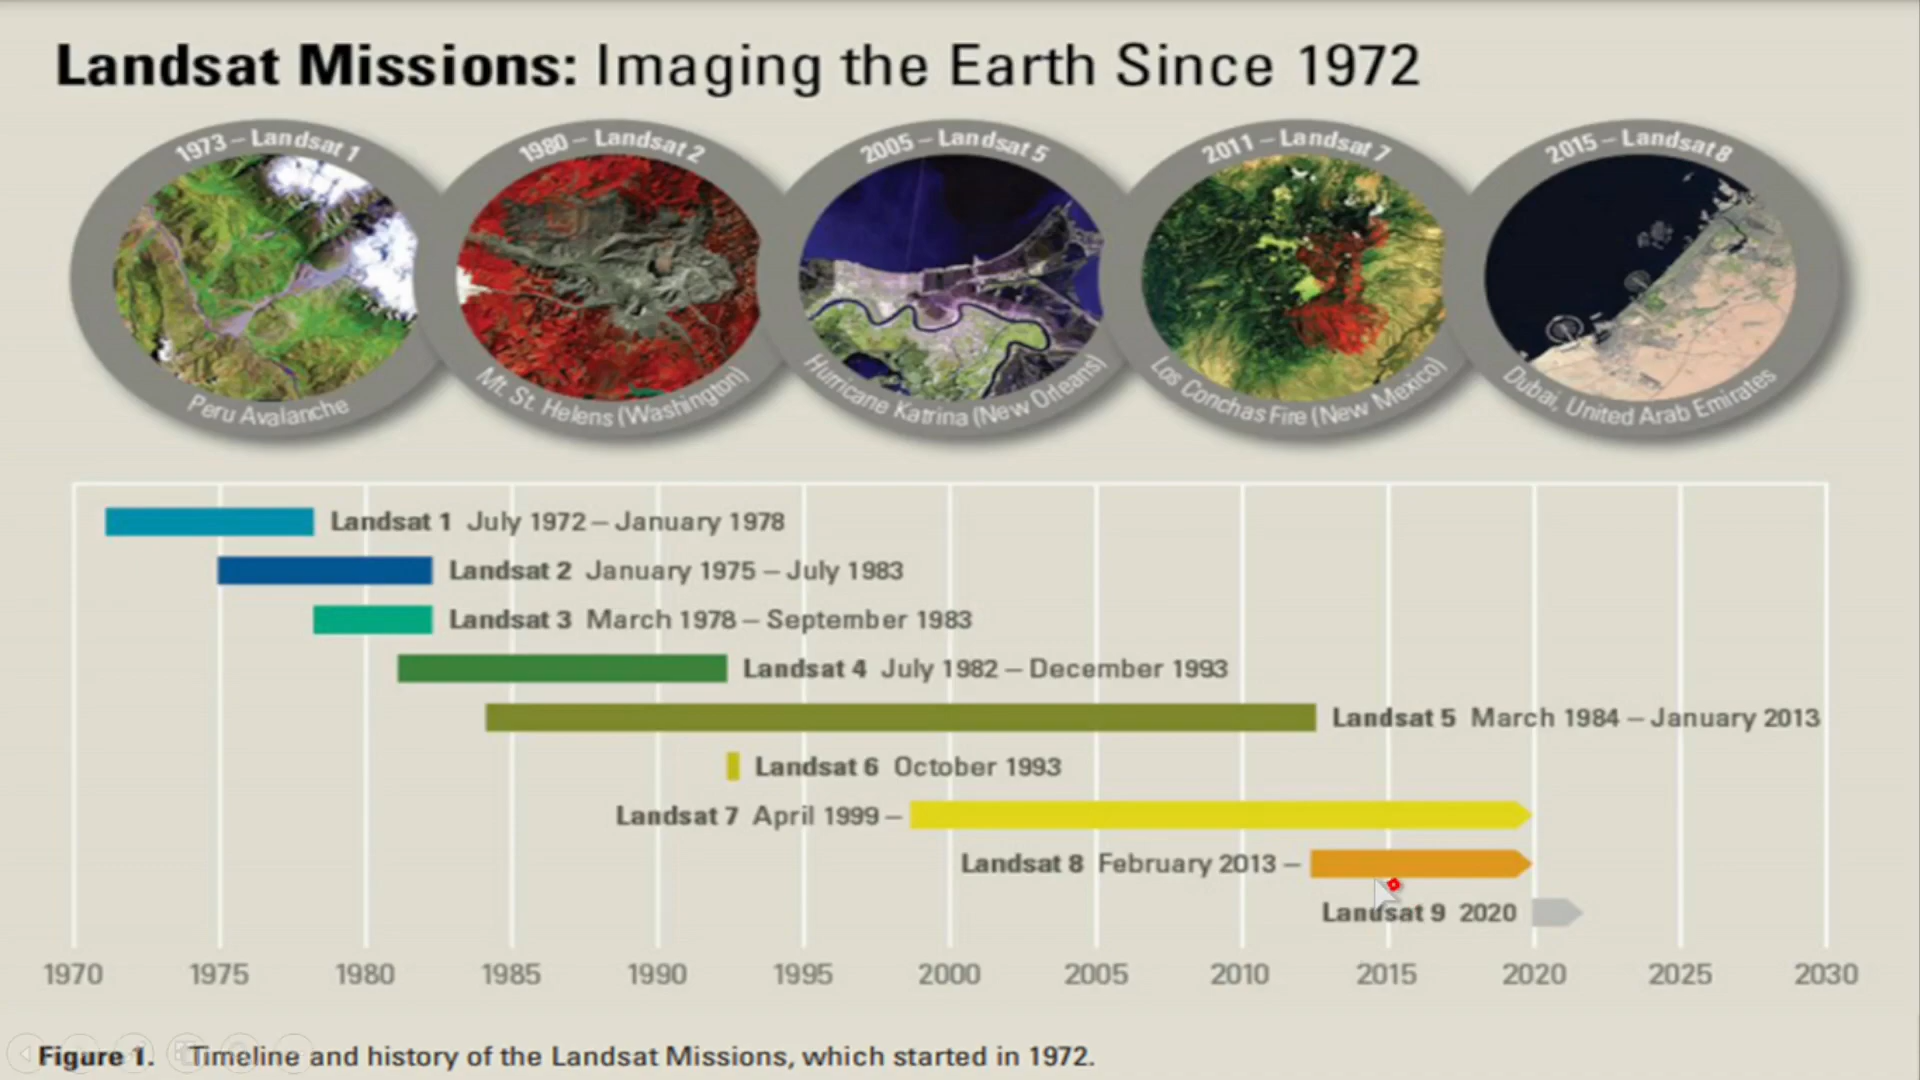 Landsat Missions: Imaging the Earth Since 1972
1973 – Landsat 1
1980 – Landsat 2
2005 – Landsat 5
2011 – Landsat 7
2015 – Landsat 8
Peru Avalanche
Mt. St. Helens (Washington)
Hurricane Katrina (New Orleans)
Los Conchas Fire (New Mexico)
Dubai, United Arab Emirates
Landsat 1 July 1972 – January 1978
Landsat 2 January 1975 – July 1983
Landsat 3 March 1978 – September 1983
Landsat 4 July 1982 – December 1993
Landsat 5 March 1984 – January 2013
Landsat 6 October 1993
Landsat 7 April 1999 –
Landsat 8 February 2013 –
Landsat 9 2020
1970 1975 1980 1985 1990 1995 2000 2005 2010 2015 2020 2025 2030
Figure 1. Timeline and history of the Landsat Missions, which started in 1972.